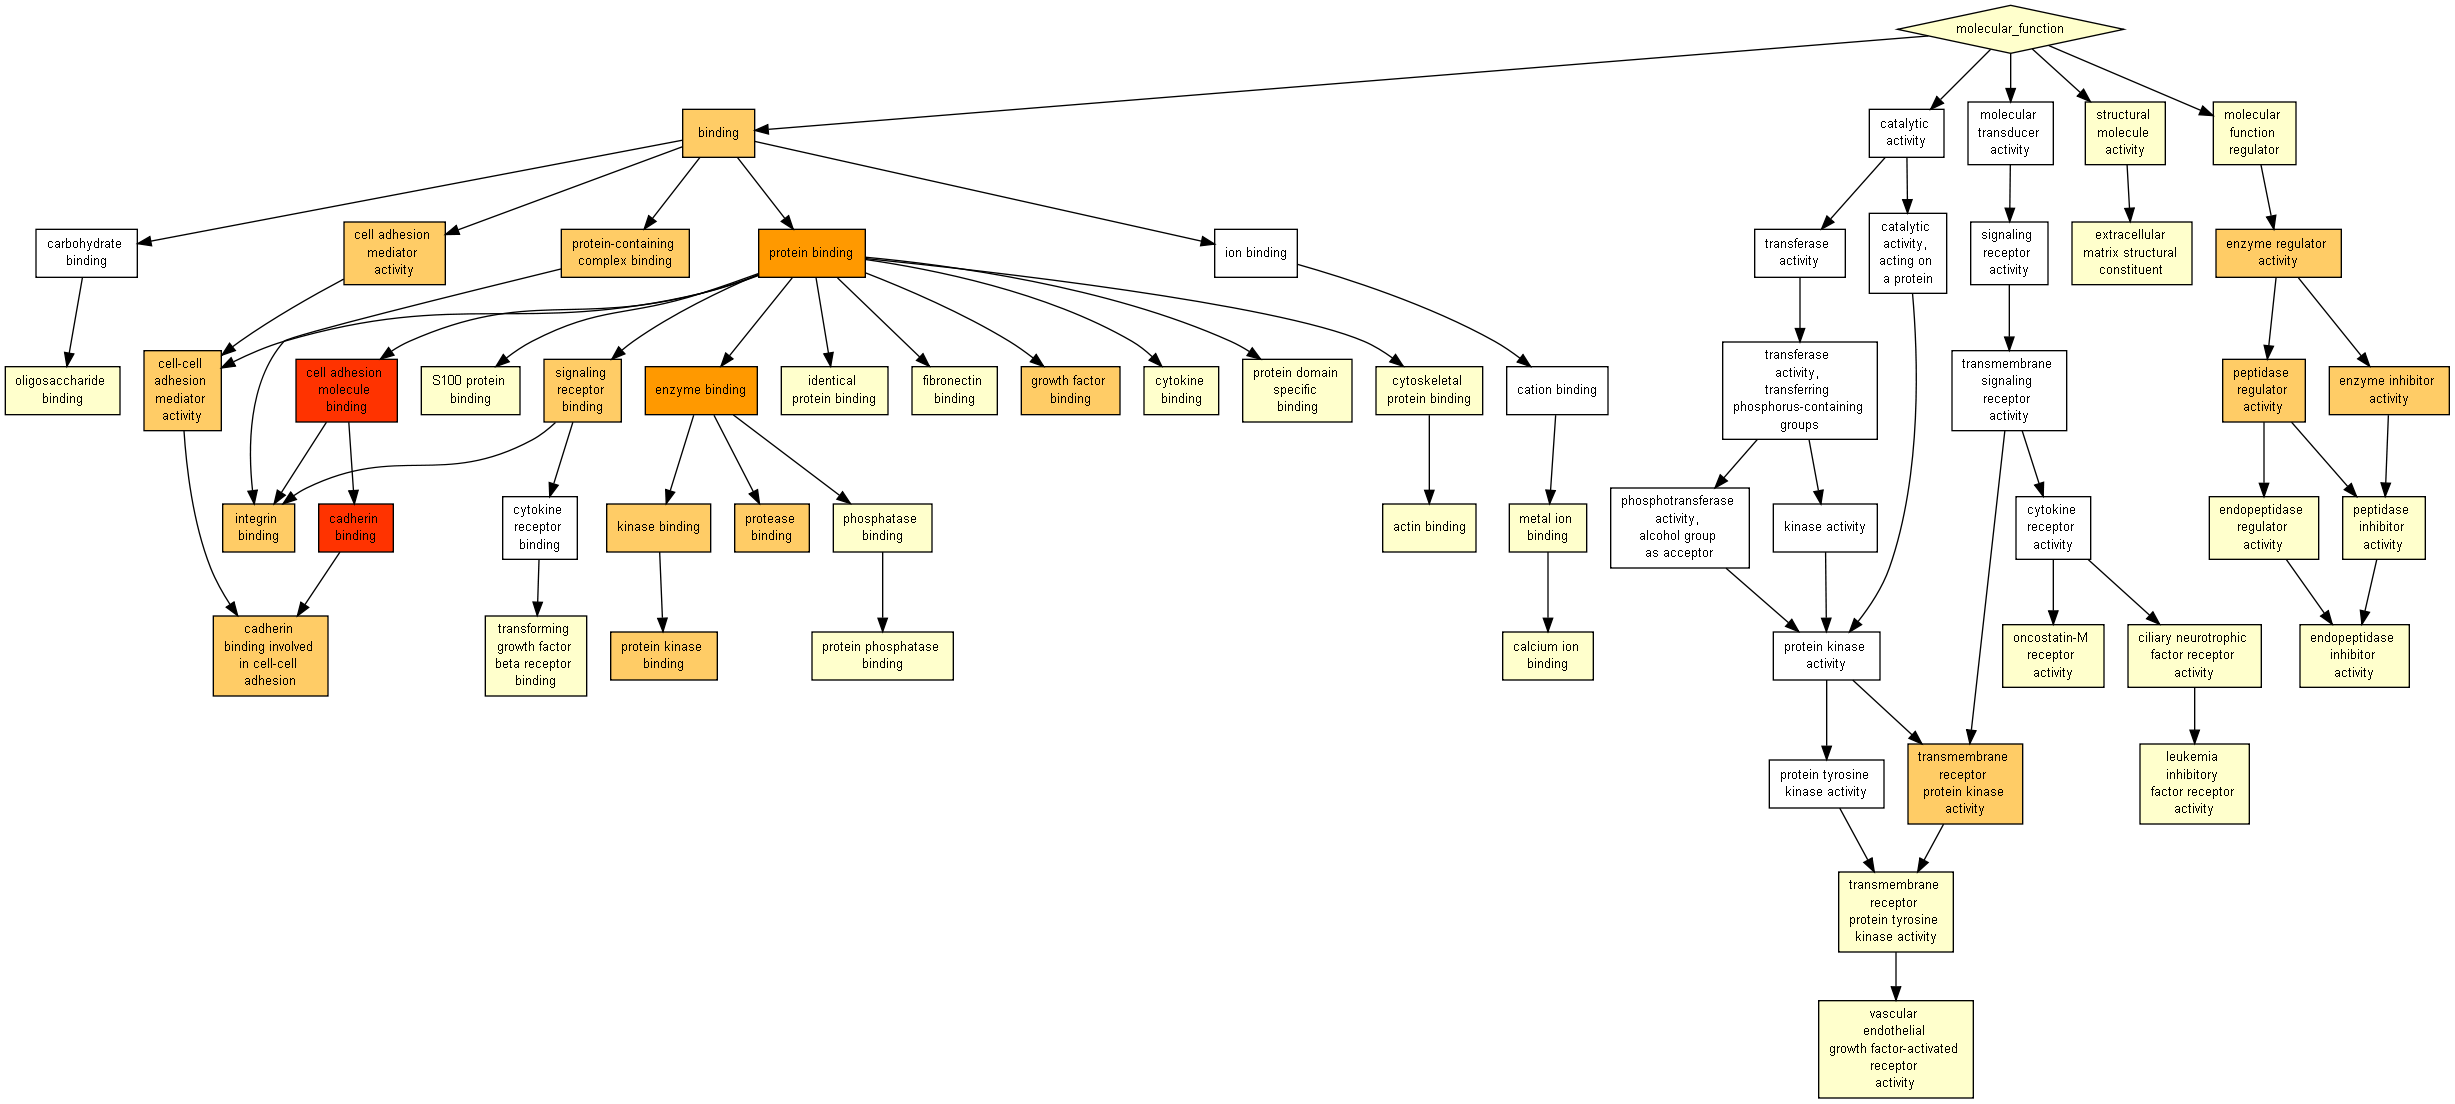 molecular_function
binding
catalytic
activity
molecular
transducer
activity
structural
molecule
activity
molecular
function
regulator
carbohydrate
binding
cell adhesion
mediator
activity
protein-containing
complex binding
protein binding
ion binding
transferase
activity
catalytic
activity,
acting on
a protein
signaling
receptor
activity
extracellular
matrix structural
constituent
enzyme regulator
activity
oligosaccharide
binding
cell-cell
adhesion
mediator
activity
cell adhesion
molecule
binding
S100 protein
binding
signaling
receptor
binding
enzyme binding
identical
protein binding
fibronectin
binding
growth factor
binding
cytokine
binding
protein domain
specific
binding
cytoskeletal
protein binding
cation binding
transferase
activity,
transferring
phosphorus-containing
groups
transmembrane
signaling
receptor
activity
peptidase
regulator
activity
enzyme inhibitor
activity
integrin
binding
cadherin
binding
cytokine
receptor
binding
kinase binding
protease
binding
phosphatase
binding
actin binding
metal ion
binding
phosphotransferase
activity,
alcohol group
as acceptor
kinase activity
cytokine
receptor
activity
endopeptidase
regulator
activity
peptidase
inhibitor
activity
cadherin
binding involved
in cell-cell
adhesion
transforming
growth factor
beta receptor
binding
protein kinase
binding
protein phosphatase
binding
calcium ion
binding
protein kinase
activity
oncostatin-M
receptor
activity
ciliary neurotrophic
factor receptor
activity
endopeptidase
inhibitor
activity
protein tyrosine
kinase activity
transmembrane
receptor
protein kinase
activity
leukemia
inhibitory
factor receptor
activity
transmembrane
receptor
protein tyrosine
kinase activity
vascular
endothelial
growth factor-activated
receptor
activity